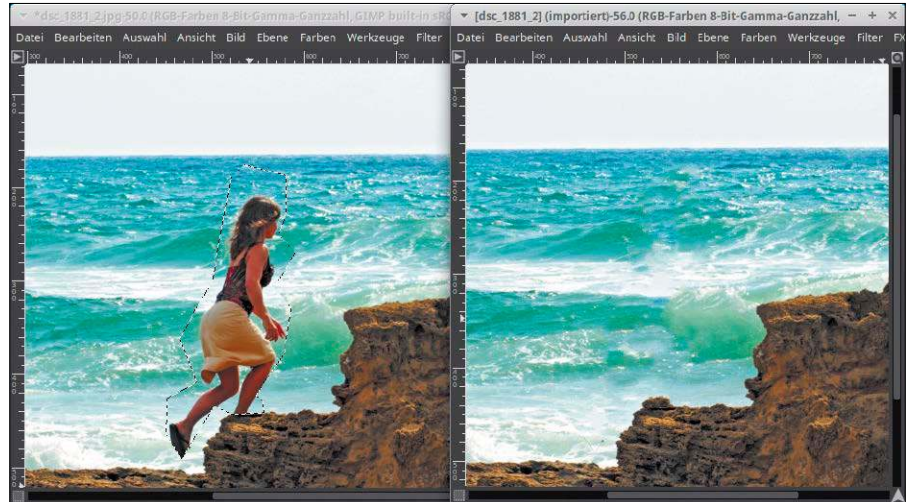 *dsc_1881_2.jpg-50.0 (RGB-Farben 8-Bit-Gamma-Ganzzahl, GIMP built-in sR
Datei Bearbeiten Auswahl Ansicht Bild Ebene Farben Werkzeuge Filter
[dsc_1881_2] (importiert)-56.0 (RGB-Farben 8-Bit-Gamma-Ganzzahl,
Datei Bearbeiten Auswahl Ansicht Bild Ebene Farben Werkzeuge Filter FX